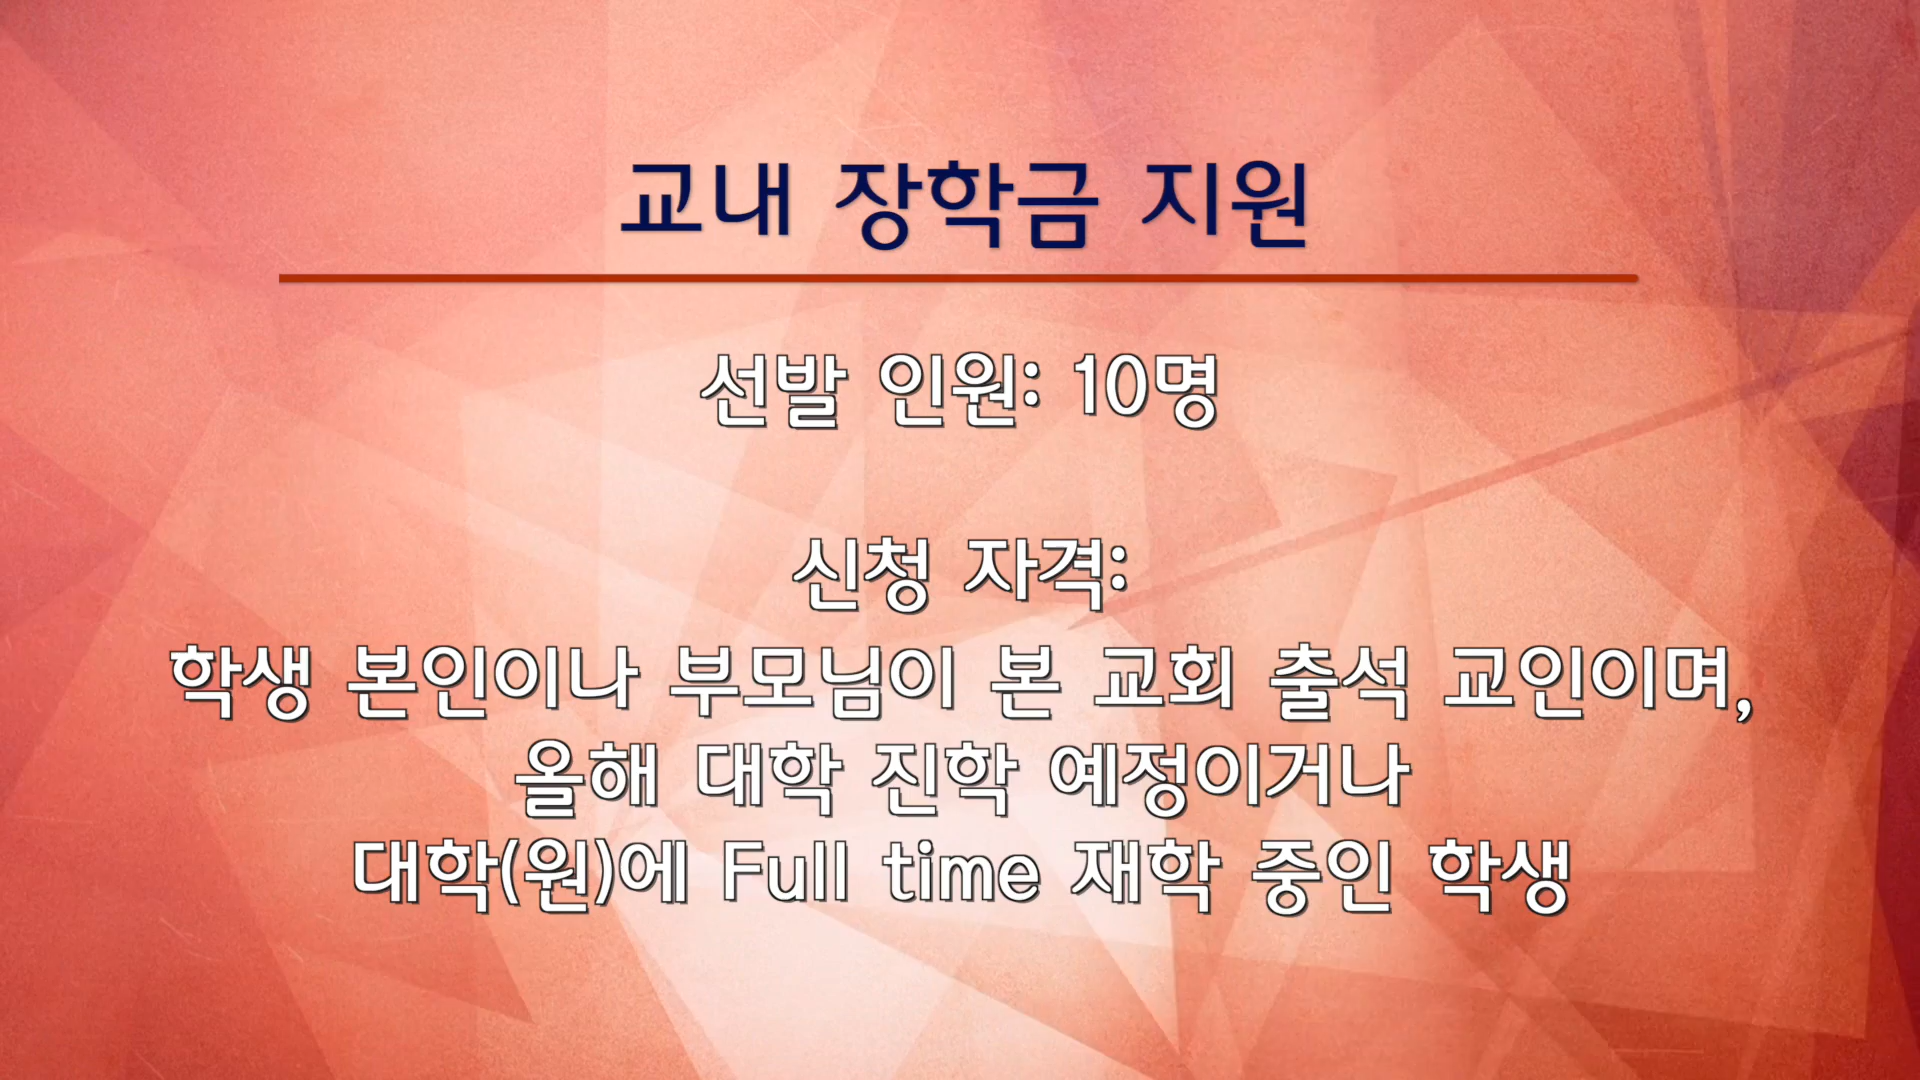 교내 장학금 지원
선발 인원: 10명
신청 자격:
학생 본인이나 부모님이 본 교회 출석 교인이며,
올해 대학 진학 예정이거나
대학(원)에 Full time 재학 중인 학생